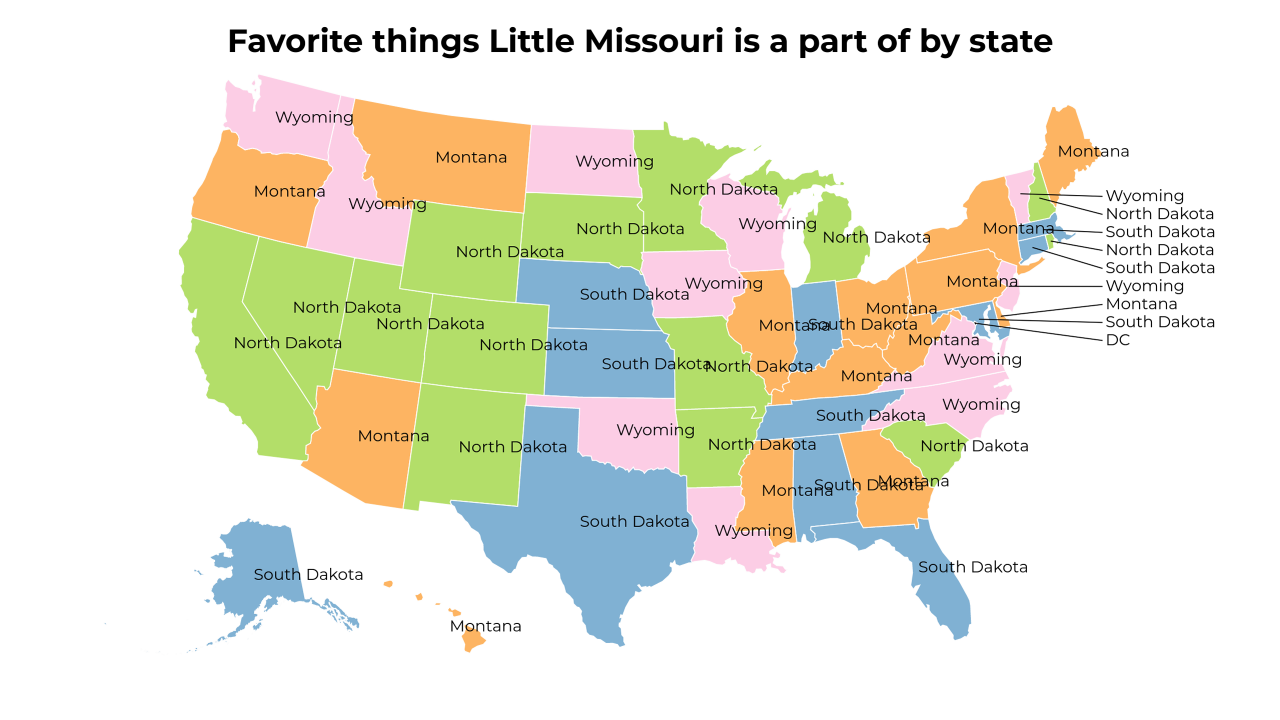 Favorite things Little Missouri is a part of by state
Wyoming
Montana
Montana
Wyoming
Wyoming
North Dakota
Montana
Wyoming
North Dakota
Wyoming
Wyoming
North Dakota
North Dakota
South Dakota
Montana
North Dakota
North Dakota
South Dakota
North Dakota
Wyoming
Montana
Wyoming
Montana
South Dakota
DC
South Dakota
North Dakota
Montana
Montana
South Dakota
North Dakota
North Dakota
Montana
Wyoming
North Dakota
North Dakota
South Dakota
North Dakota
Montana
Wyoming
South Dakota
Wyoming
Montana
North Dakota
Wyoming
North Dakota
North Dakota
Montana
South Dakota
Montana
South Dakota
Wyoming
South Dakota
South Dakota
Montana